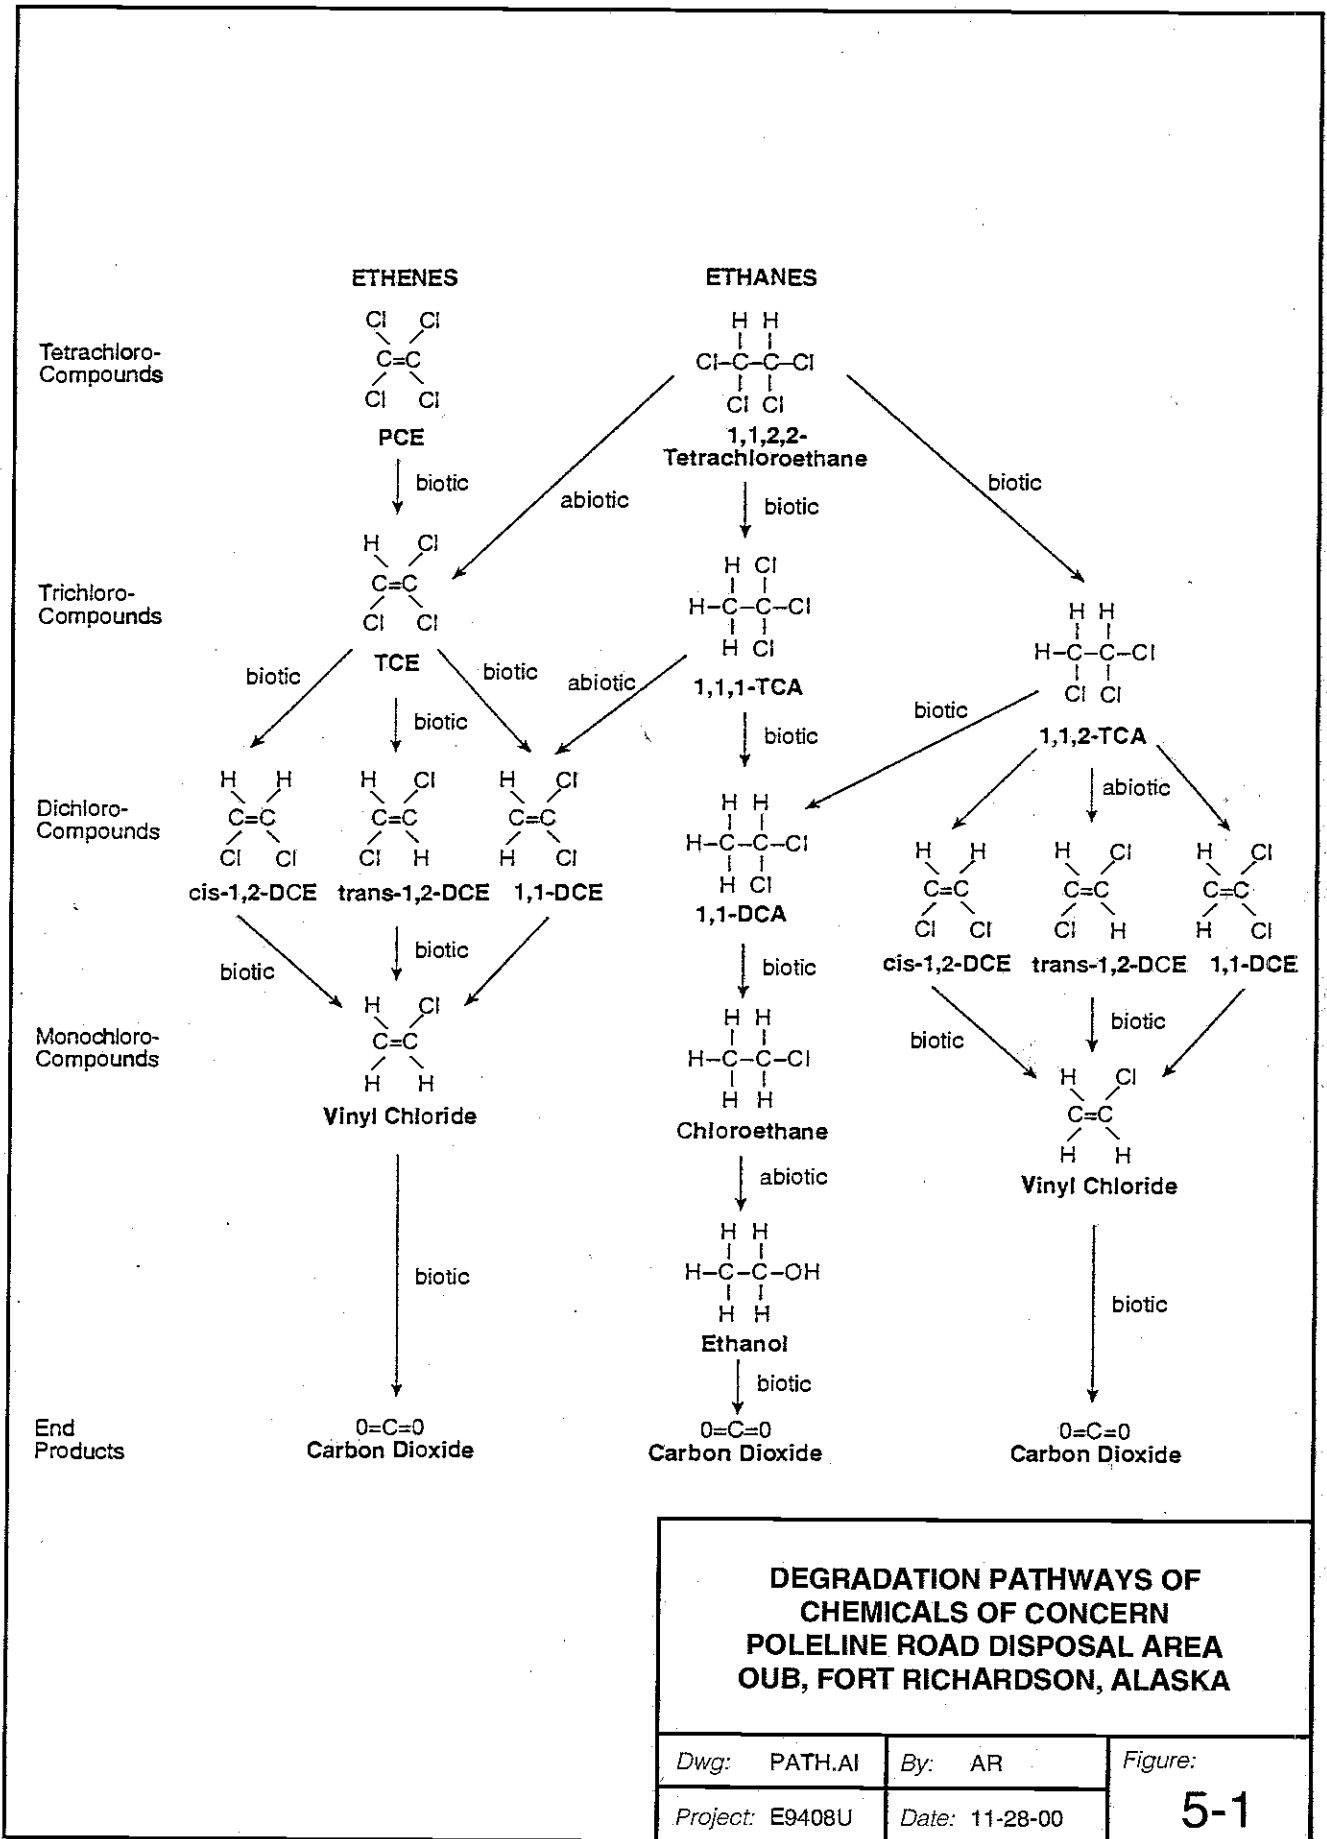 ETHENES
ETHANES
Tetrachloro-
Compounds
Cl Cl
C=C
Cl Cl
PCE
H H
Cl-C-C-Cl
Cl Cl
1,1,2,2-
Tetrachloroethane
biotic
abiotic
biotic
biotic
Trichloro-
Compounds
H Cl
C=C
Cl Cl
TCE
H Cl
H-C-C-Cl
H Cl
1,1,1-TCA
H H
H-C-C-Cl
Cl Cl
1,1,2-TCA
biotic
biotic
biotic
abiotic
biotic
biotic
abiotic
Dichloro-
Compounds
H H
C=C
Cl Cl
cis-1,2-DCE
H Cl
C=C
Cl H
trans-1,2-DCE
H Cl
C=C
H Cl
1,1-DCE
H H
H-C-C-Cl
H Cl
1,1-DCA
H H
C=C
Cl Cl
cis-1,2-DCE
H Cl
C=C
Cl H
trans-1,2-DCE
H Cl
C=C
H Cl
1,1-DCE
biotic
biotic
biotic
biotic
biotic
Monochloro-
Compounds
H Cl
C=C
H H
Vinyl Chloride
H H
H-C-C-Cl
H H
Chloroethane
H Cl
C=C
H H
Vinyl Chloride
abiotic
H H
H-C-C-OH
H H
Ethanol
biotic
biotic
biotic
End
Products
O=C=O
Carbon Dioxide
O=C=O
Carbon Dioxide
O=C=O
Carbon Dioxide
DEGRADATION PATHWAYS OF
CHEMICALS OF CONCERN
POLELINE ROAD DISPOSAL AREA
OUB, FORT RICHARDSON, ALASKA
Dwg: PATH.AI
By: AR
Figure:
5-1
Project: E9408U
Date: 11-28-00